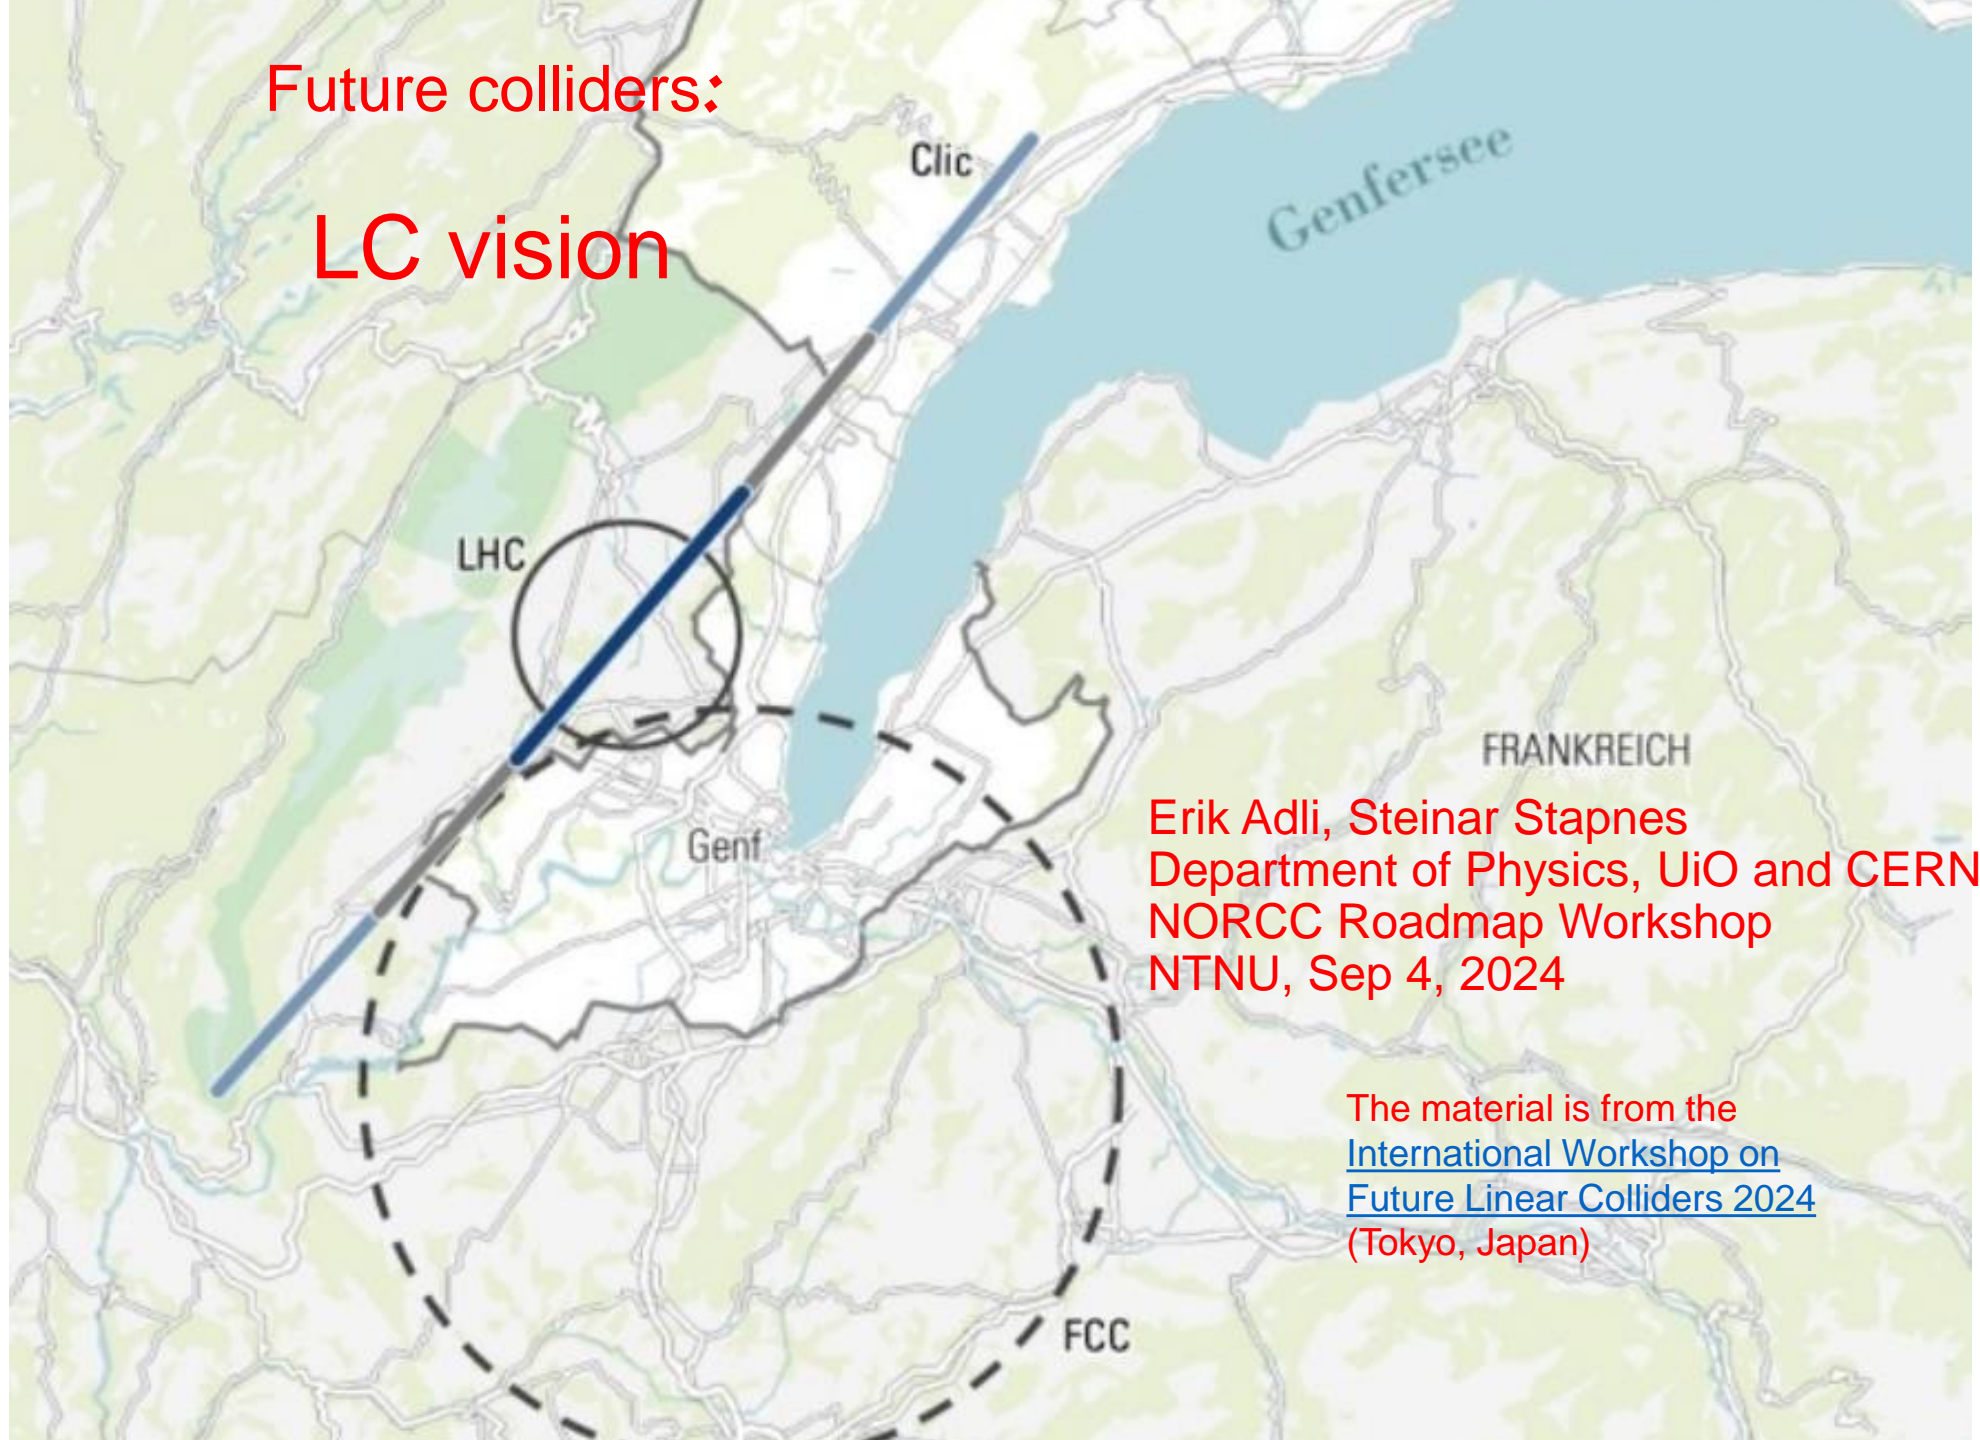 Future colliders:
LC vision
Clic
Genfersee
LHC
FRANKREICH
Genf
Erik Adli, Steinar Stapnes
Department of Physics, UiO and CERN
NORCC Roadmap Workshop
NTNU, Sep 4, 2024
The material is from the
International Workshop on
Future Linear Colliders 2024
(Tokyo, Japan)
FCC